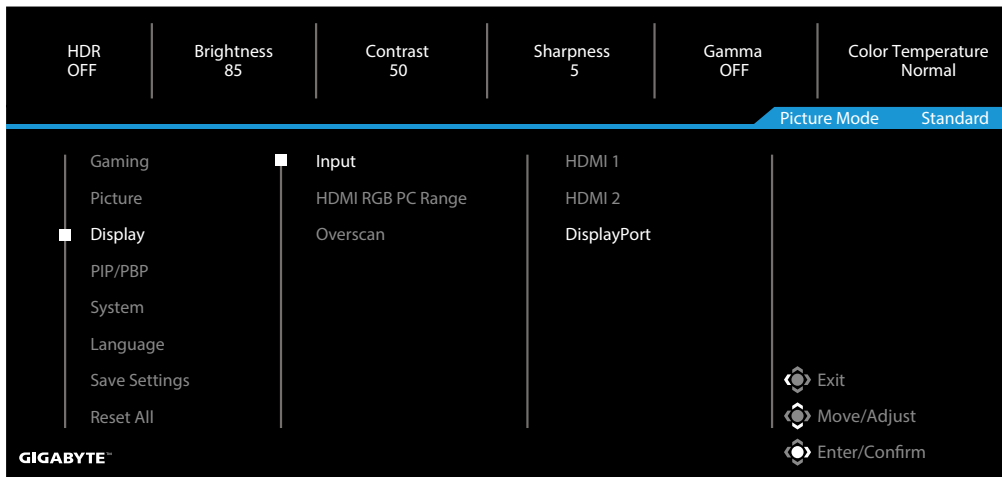 HDR
OFF
Brightness
85
Contrast
50
Sharpness
5
Gamma
OFF
Color Temperature
Normal
Picture Mode Standard
Gaming
Picture
Display
PIP/PBP
System
Language
Save Settings
Reset All
Input
HDMI RGB PC Range
Overscan
HDMI 1
HDMI 2
DisplayPort
Exit
Move/Adjust
Enter/Confirm
GIGABYTE™